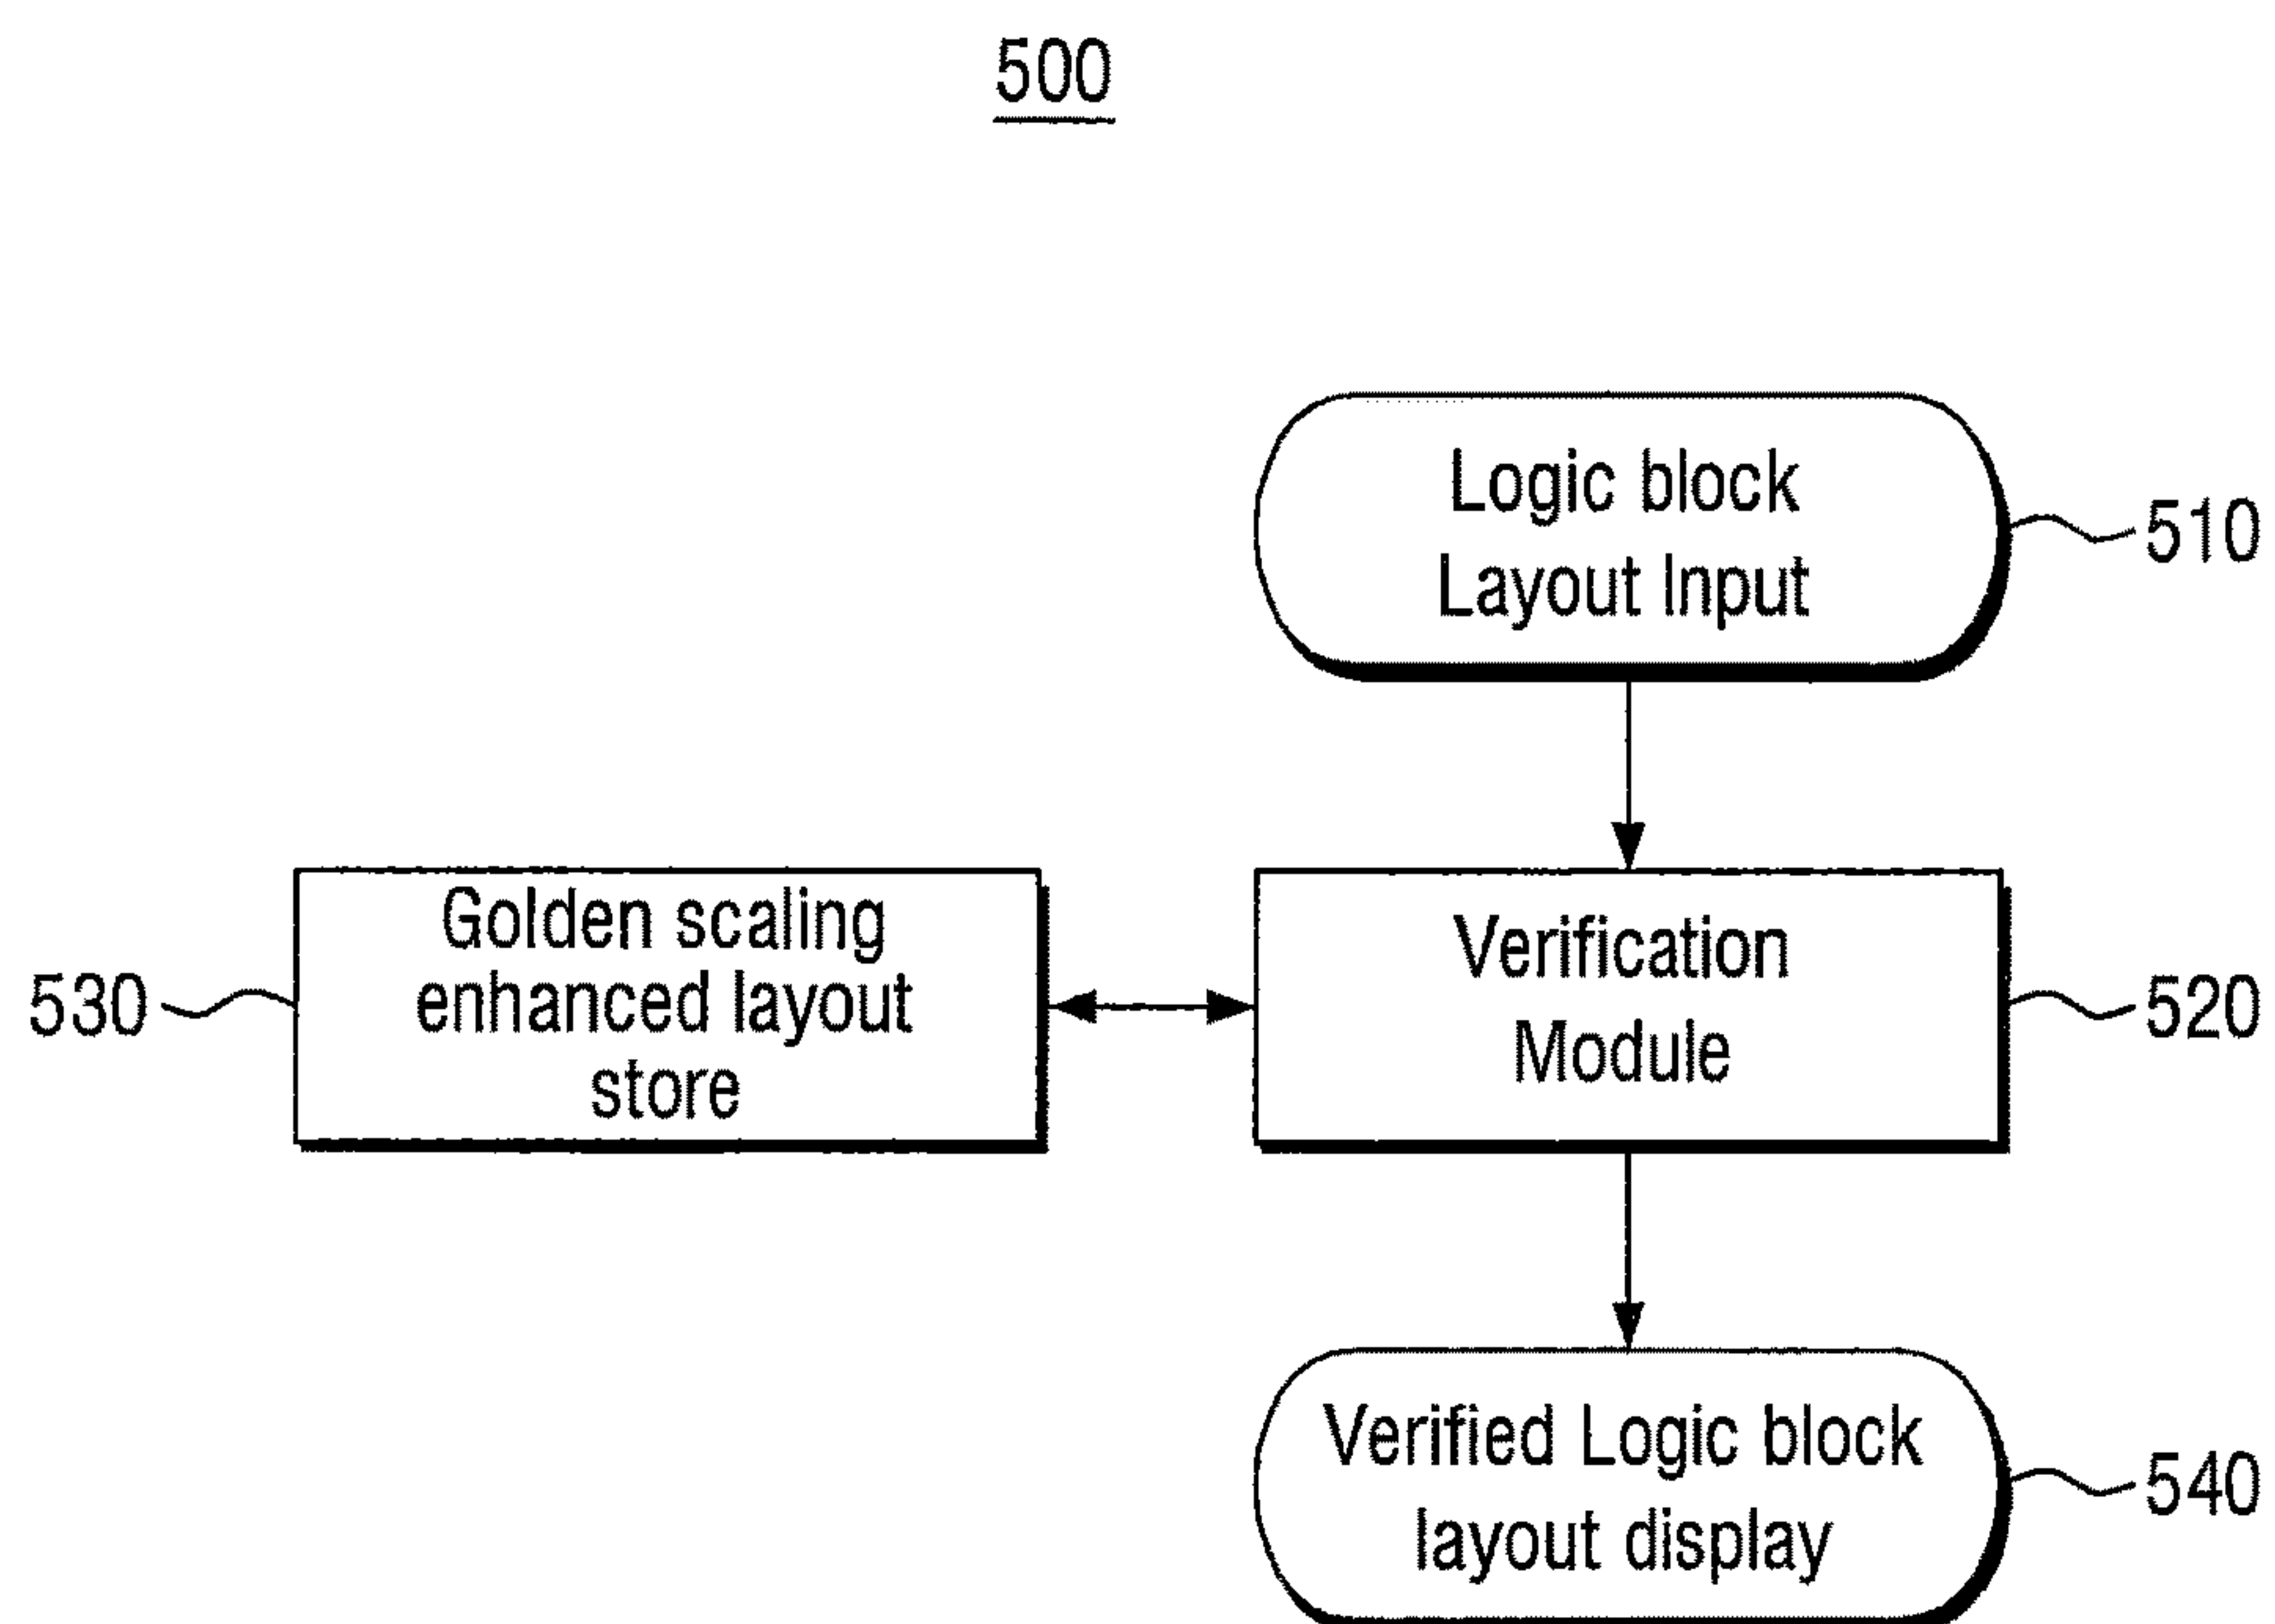 500
Logic block
Layout Input
510
Golden scaling
enhanced layout
store
530
Verification
Module
520
Verified Logic block
layout display
540